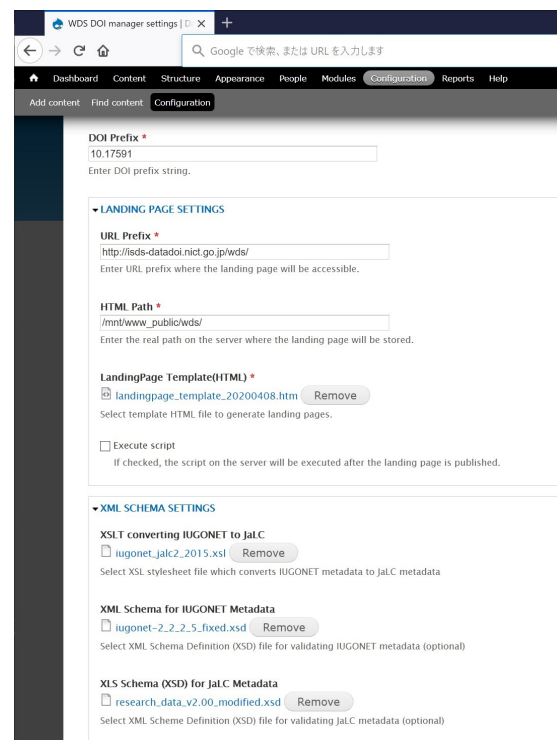 WDS DOI manager settings | D
Google で検索、または URL を入力します
Dashboard Content Structure Appearance People Modules Configuration Reports Help
Add content Find content Configuration
DOI Prefix *
10.17591
Enter DOI prefix string.
LANDING PAGE SETTINGS
URL Prefix *
http://isds-datadoi.nict.go.jp/wds/
Enter URL prefix where the landing page will be accessible.
HTML Path *
/mnt/www_public/wds/
Enter the real path on the server where the landing page will be stored.
LandingPage Template(HTML) *
landingpage_template_20200408.htm Remove
Select template HTML file to generate landing pages.
Execute script
If checked, the script on the server will be executed after the landing page is published.
XML SCHEMA SETTINGS
XSLT converting IUGONET to JaLC
iugonet_jalc2_2015.xsl Remove
Select XSL stylesheet file which converts IUGONET metadata to JaLC metadata
XML Schema for IUGONET Metadata
iugonet-2_2_2_5_fixed.xsd Remove
Select XML Schema Definition (XSD) file for validating IUGONET metadata (optional)
XLS Schema (XSD) for JaLC Metadata
research_data_v2.00_modified.xsd Remove
Select XML Scheme Definition (XSD) file for validating JaLC metadata (optional)